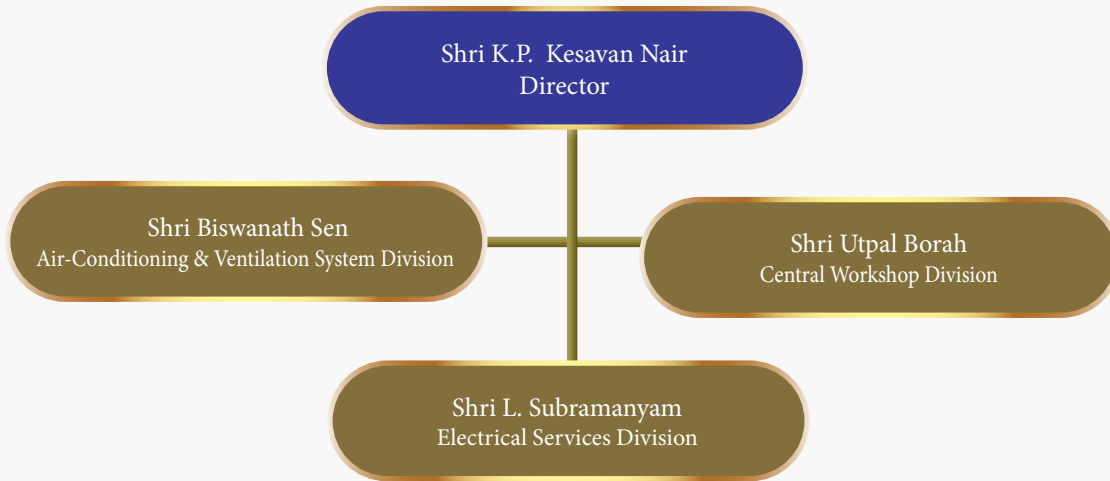 Shri K.P. Kesavan Nair
Director
Shri Biswanath Sen
Air-Conditioning & Ventilation System Division
Shri Utpal Borah
Central Workshop Division
Shri L. Subramanyam
Electrical Services Division